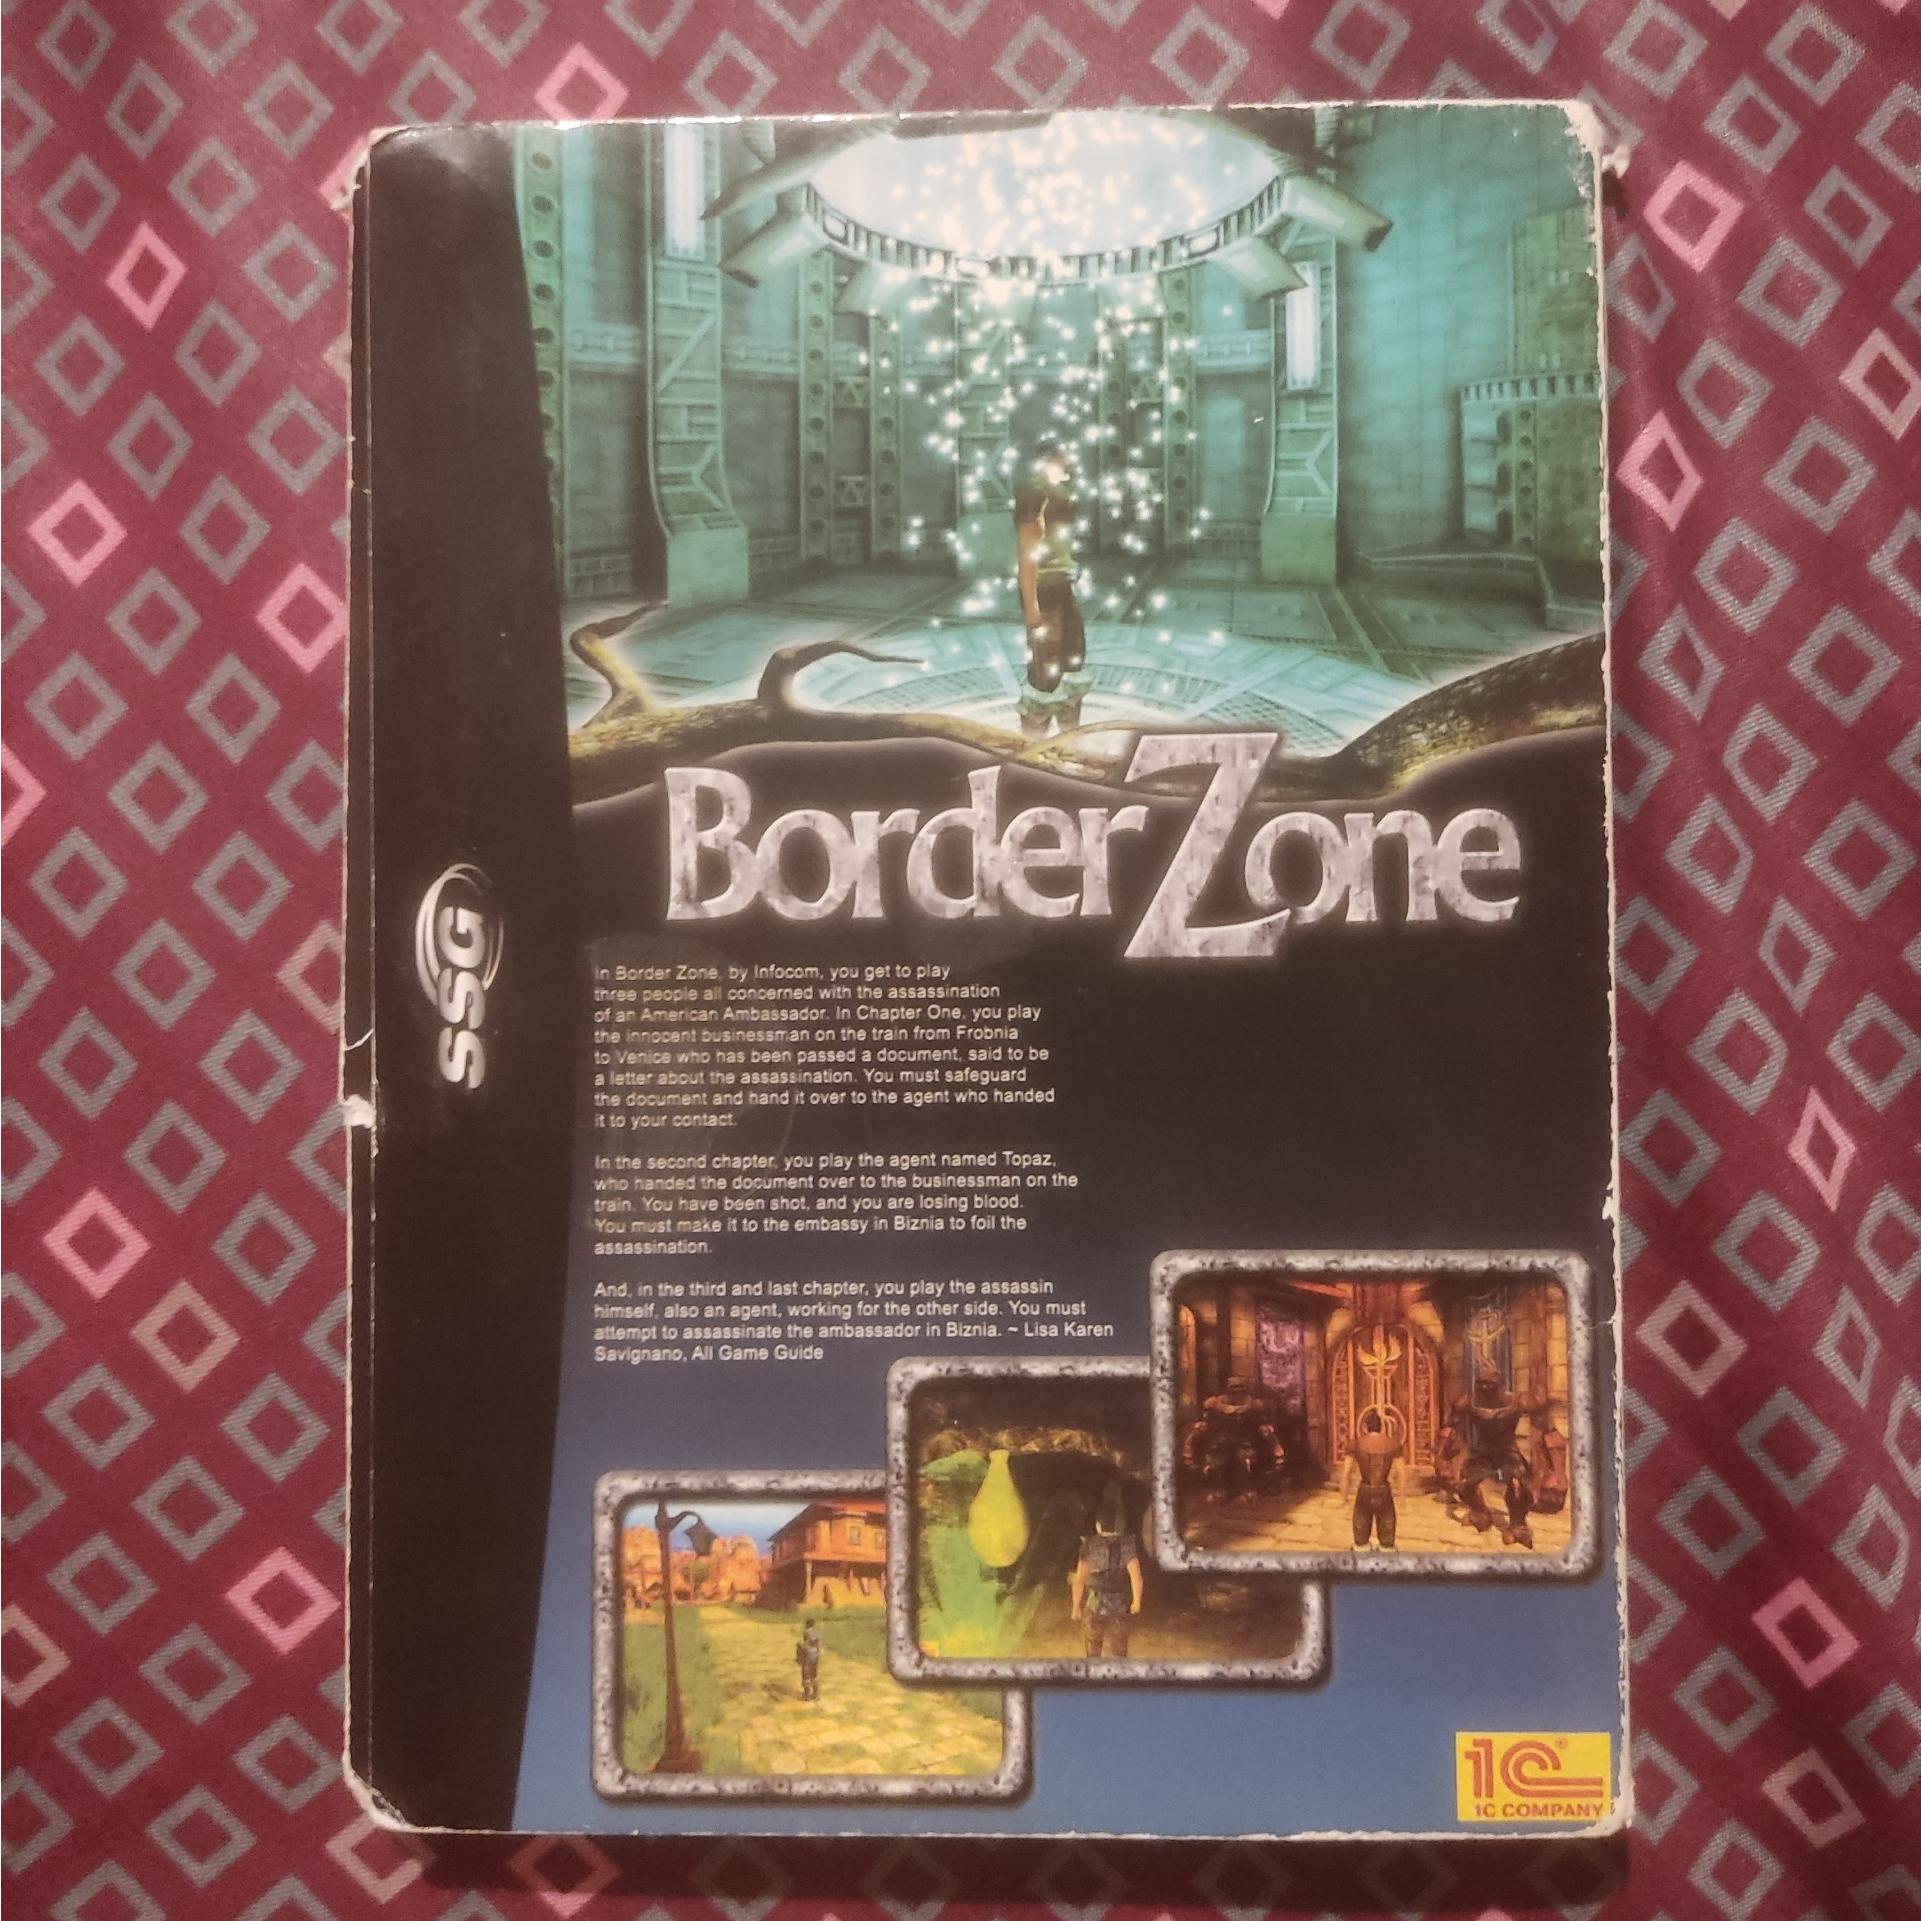 BorderZone
SSG
In Border Zone, by Infocom, you get to play
three people all concerned with the assassination
of an American Ambassador. In Chapter One, you play
the innocent businessman on the train from Frobnia
to Venice who has been passed a document, said to be
a letter about the assassination. You must safeguard
the document and hand it over to the agent who handed
it to your contact.
In the second chapter, you play the agent named Topaz,
who handed the document over to the businessman on the
train. You have been shot, and you are losing blood.
You must make it to the embassy in Biznia to foil the
assassination.
And, in the third and last chapter, you play the assassin
himself, also an agent, working for the other side. You must
attempt to assassinate the ambassador in Biznia. ~ Lisa Karen
Savignano, All Game Guide
1C®
1C COMPANY